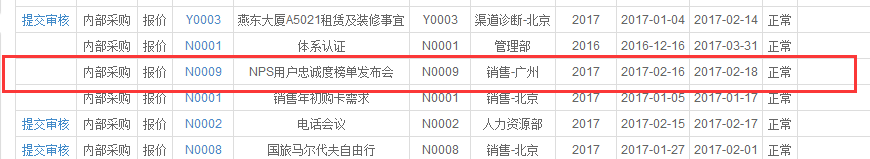 提交审核 内部采购 报价 Y0003 燕东大厦A5021租赁及装修事宜 Y0003 渠道诊断-北京 2017 2017-01-04 2017-02-14 正常
内部采购 报价 N0001 体系认证 N0001 管理部 2016 2016-12-16 2017-03-31 正常
内部采购 报价 N0009 NPS用户忠诚度榜单发布会 N0009 销售-广州 2017 2017-02-16 2017-02-18 正常
内部采购 报价 N0001 销售年初购卡需求 N0001 销售-北京 2017 2017-01-05 2017-01-17 正常
提交审核 内部采购 报价 N0002 电话会议 N0002 人力资源部 2017 2017-02-15 2017-02-17 正常
提交审核 内部采购 报价 N0008 国旅马尔代夫自由行 N0008 销售-北京 2017 2017-01-27 2017-02-01 正常